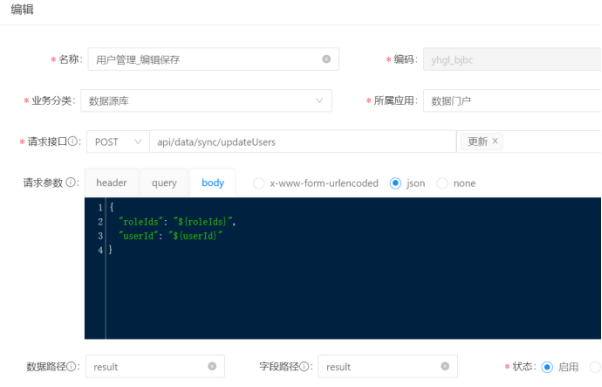 编辑
* 名称: 用户管理_编辑保存 * 编码: yhgl_bjbc
* 业务分类: 数据源库 * 所属应用: 数据门户
* 请求接口: POST api/data/sync/updateUsers 更新 ×
请求参数: header query body x-www-form-urlencoded json none
1 {
2 "roleIds": "${roleIds}",
3 "userId": "${userId}"
4 }
数据路径: result 字段路径: result * 状态: 启用